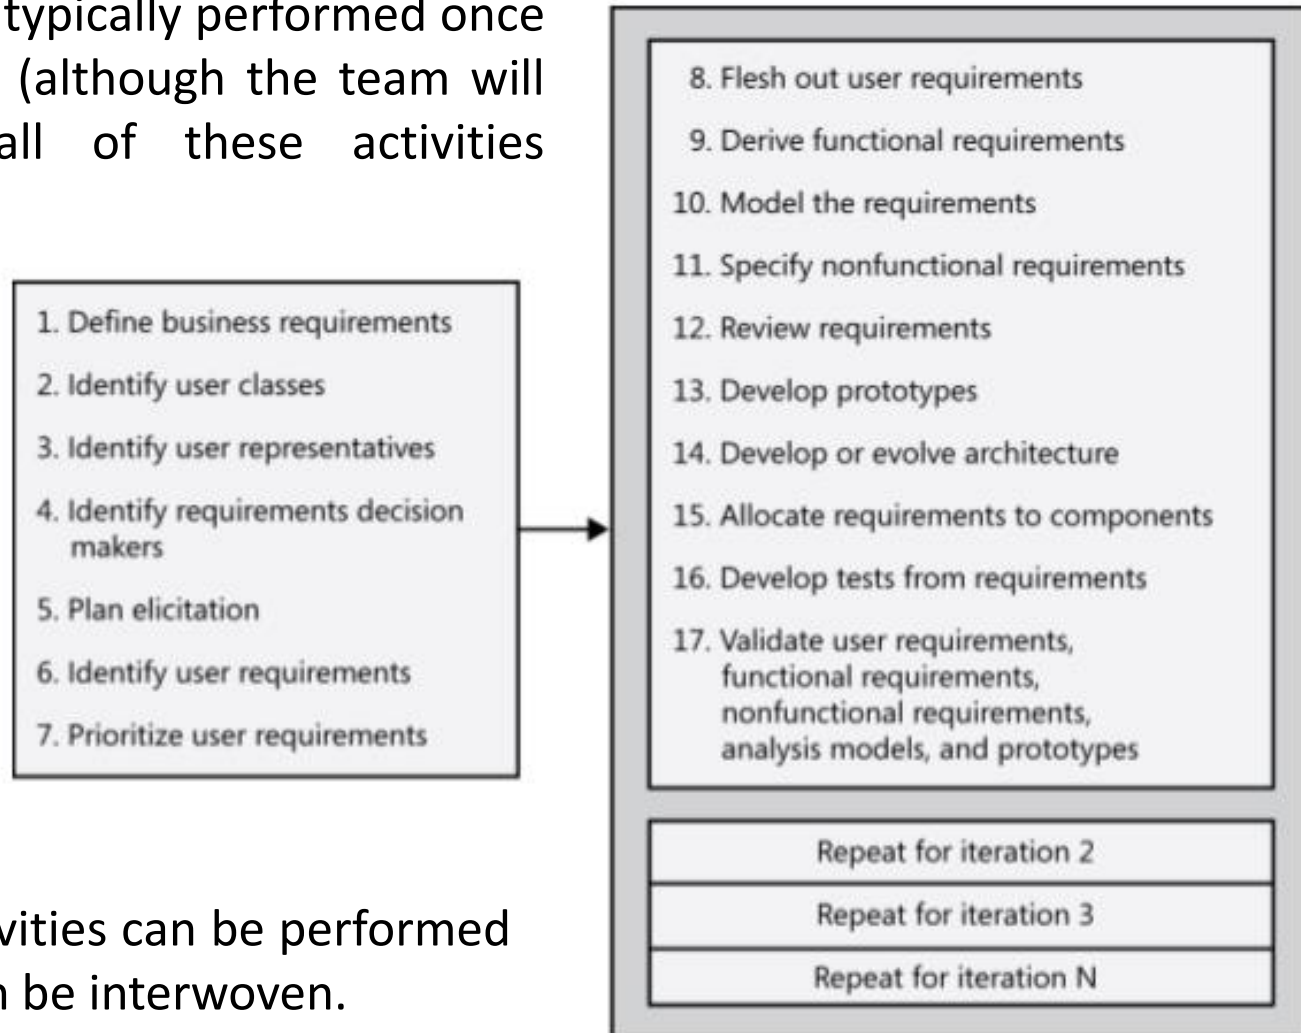 typically performed once
(although the team will
all of these activities
1. Define business requirements
2. Identify user classes
3. Identify user representatives
4. Identify requirements decision
makers
5. Plan elicitation
6. Identify user requirements
7. Prioritize user requirements
vities can be performed
n be interwoven.
8. Flesh out user requirements
9. Derive functional requirements
10. Model the requirements
11. Specify nonfunctional requirements
12. Review requirements
13. Develop prototypes
14. Develop or evolve architecture
15. Allocate requirements to components
16. Develop tests from requirements
17. Validate user requirements,
functional requirements,
nonfunctional requirements,
analysis models, and prototypes
Repeat for iteration 2
Repeat for iteration 3
Repeat for iteration N